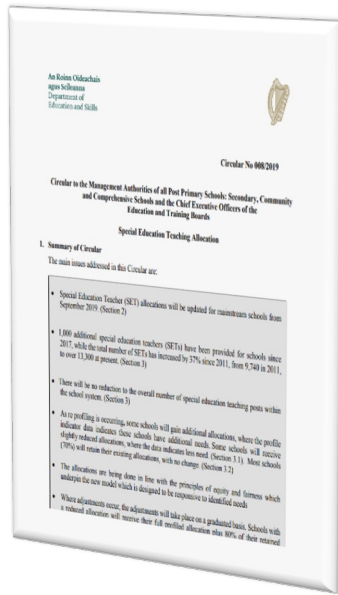 An Roinn Oideachais
agus Scileanna
Department of
Education and Skills
Circular No 008/2019
Circular to the Management Authorities of all Post Primary Schools: Secondary, Community
and Comprehensive Schools and the Chief Executive Officers of the
Education and Training Boards
Special Education Teaching Allocation
1. Summary of Circular
The main issues addressed in this Circular are:
• Special Education Teacher (SET) allocations will be updated for mainstream schools from
September 2019. (Section 2)
• 1,000 additional special education teachers (SETs) have been provided for schools since
2017, while the total number of SETs has increased by 37% since 2011, from 9,740 in 2011,
to over 13,300 at present. (Section 3)
• There will be no reduction to the overall number of special education teaching posts within
the school system. (Section 3)
• As re profiling is occurring, some schools will gain additional allocations, where the profile
indicator data indicates these schools have additional needs. Some schools will receive
slightly reduced allocations, where the data indicates less need. (Section 3.1). Most schools
(70%) will retain their existing allocations, with no change. (Section 3.2)
• The allocations are being done in line with the principles of equity and fairness which
underpin the new model which is designed to be responsive to identified needs
• Where adjustments occur, the adjustments will take place on a graduated basis. Schools with
a reduced allocation will receive their full profiled allocation plus 80% of their retained